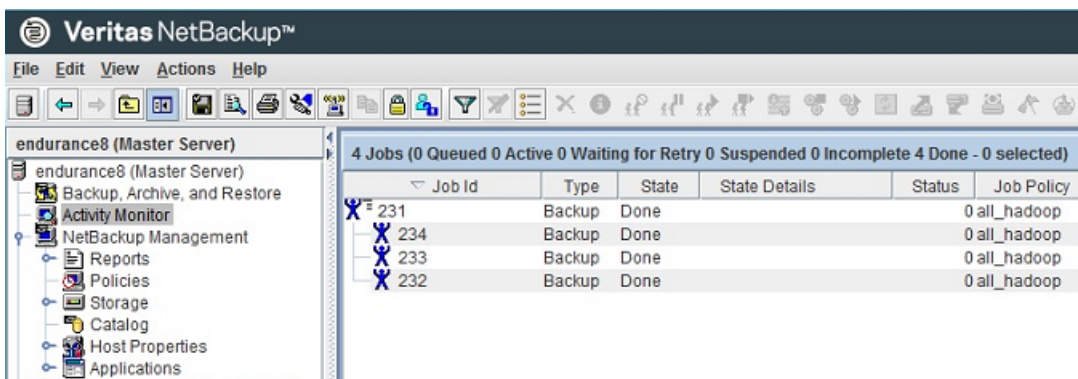 Veritas NetBackup™
File Edit View Actions Help
endurance8 (Master Server)
endurance8 (Master Server)
Backup, Archive, and Restore
Activity Monitor
NetBackup Management
Reports
Policies
Storage
Catalog
Host Properties
Applications
4 Jobs (0 Queued 0 Active 0 Waiting for Retry 0 Suspended 0 Incomplete 4 Done - 0 selected)
Job Id Type State State Details Status Job Policy
231 Backup Done 0 all_hadoop
234 Backup Done 0 all_hadoop
233 Backup Done 0 all_hadoop
232 Backup Done 0 all_hadoop